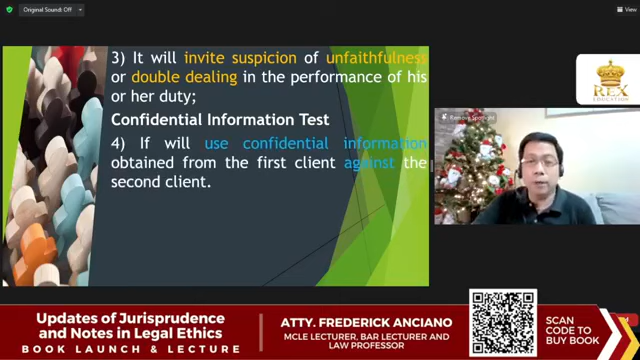 Original Sound: Off
View
3) It will invite suspicion of unfaithfulness
or double dealing in the performance of his
or her duty;
Confidential Information Test
4) If will use confidential information
obtained from the first client against the
second client.
REX
EDUCATION
Remove Spotlight
Updates of Jurisprudence
and Notes in Legal Ethics
BOOK LAUNCH & LECTURE
ATTY. FREDERICK ANCIANO
MCLE LECTURER, BAR LECTURER AND
LAW PROFESSOR
SCAN
CODE TO
BUY BOOK